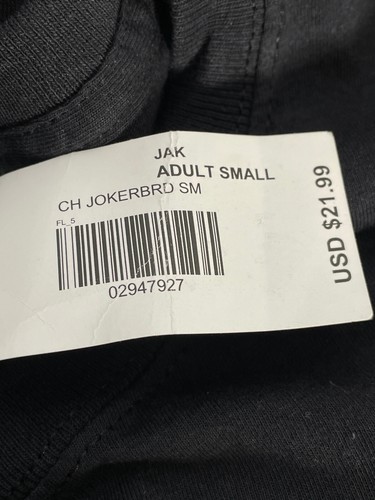 JAK
ADULT SMALL
CH JOKERBRD SM
FL_5
02947927
USD $21.99